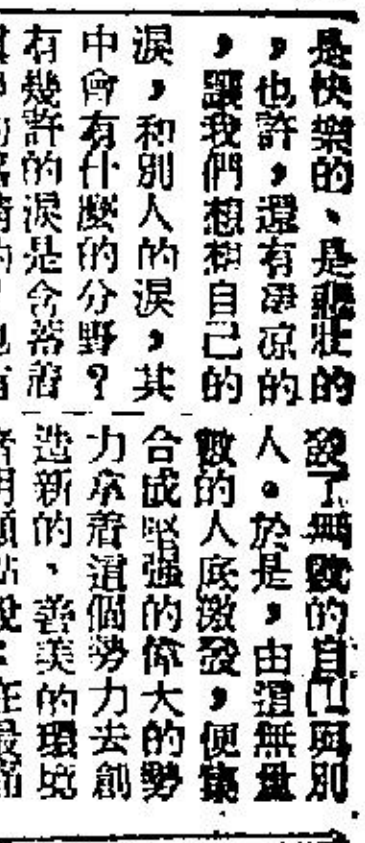 是快樂的、是悲壯的
，也許，還有淒涼的
，讓我們想想自己的
淚，和別人的淚，其
中會有什麼的分野？
有幾許的淚是含蓄着
發了無數的自己與別
人。於是，由這無量
數的人底激發，便集
合成堅强的偉大的勢
力，靠着這個勢力去創
造新的、善美的環境